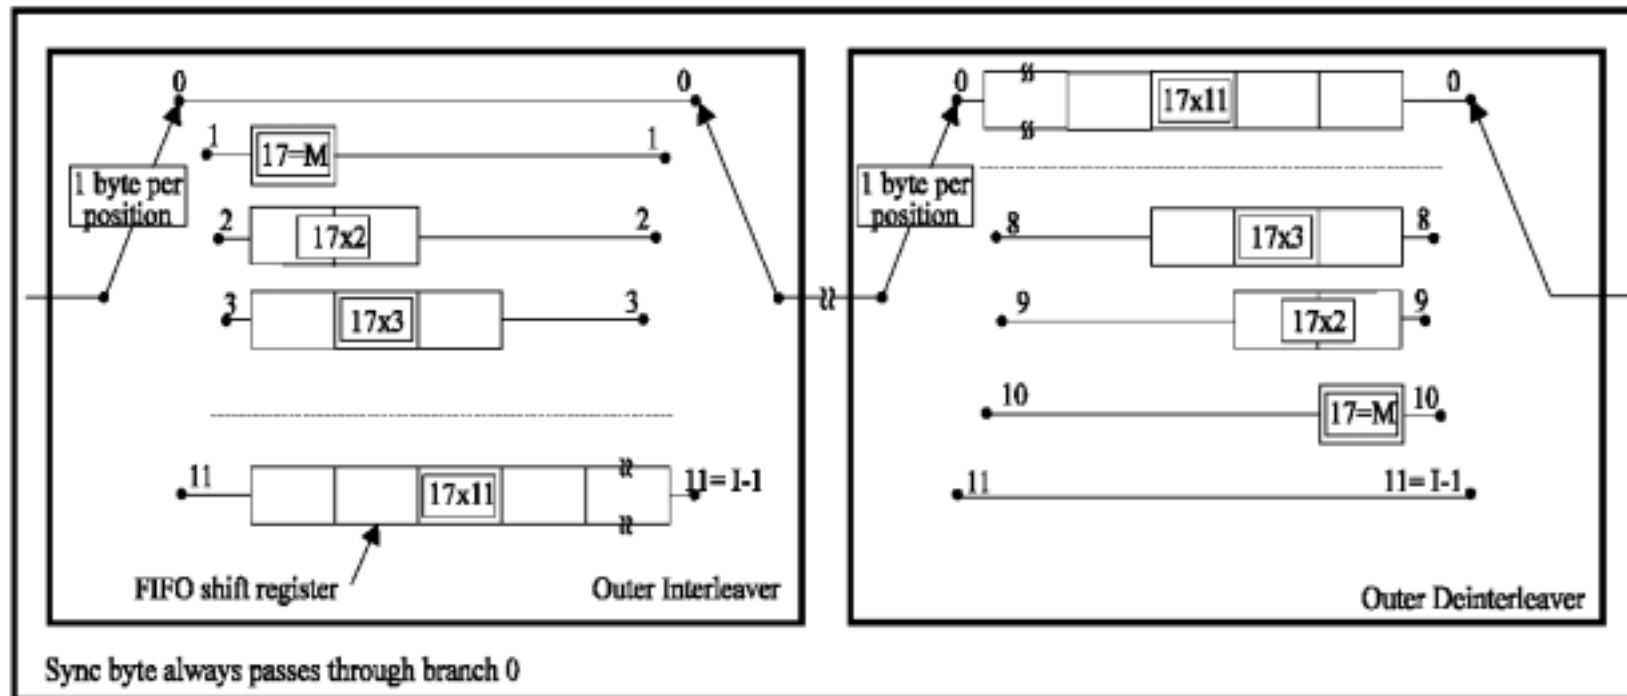 0 0
1 17=M 1
1 byte per
position
2 17x2 2
3 17x3 3
11 17x11 11= I-1
FIFO shift register
Outer Interleaver
0 17x11 0
1 byte per
position
8 17x3 8
9 17x2 9
10 17=M 10
11 11= I-1
Outer Deinterleaver
Sync byte always passes through branch 0